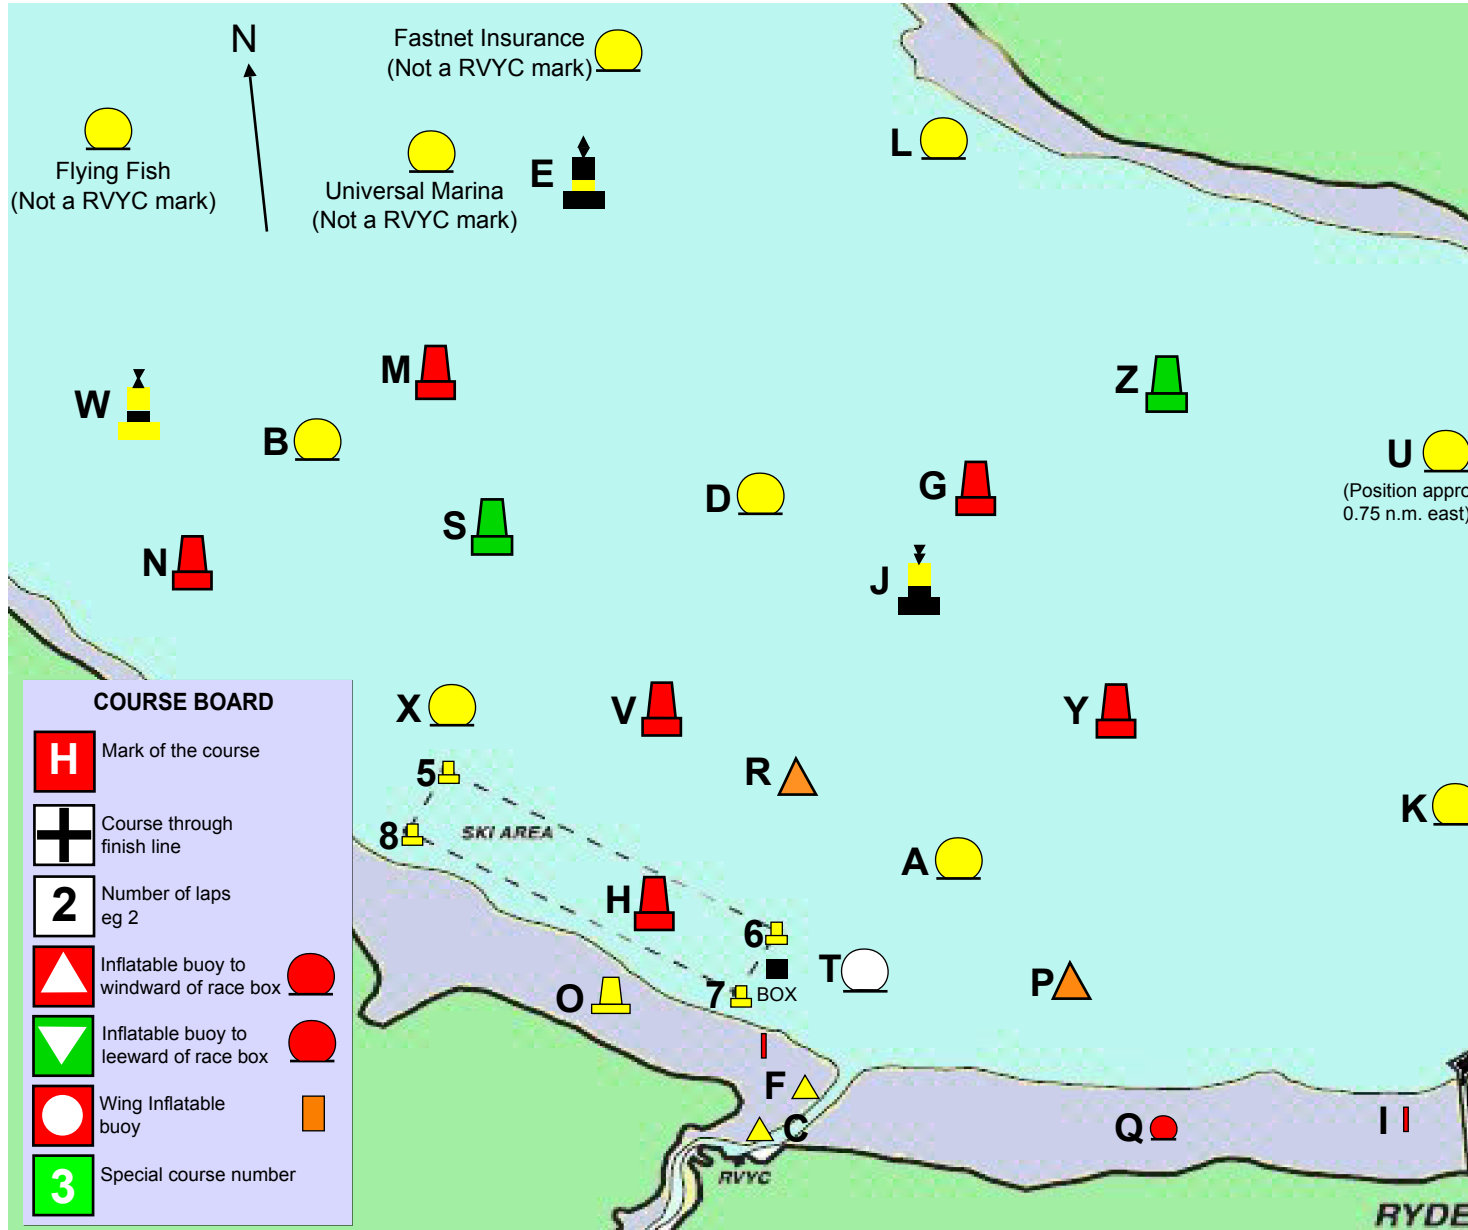 N
Fastnet Insurance
(Not a RVYC mark)
Flying Fish
(Not a RVYC mark)
Universal Marina
(Not a RVYC mark)
E
L
W
M
B
Z
U
(Position appro
0.75 n.m. east)
D
G
S
N
J
X
V
Y
R
5
8
SKI AREA
K
A
H
6
T
O
7
BOX
P
F
C
Q
I
RVYC
RYDE
COURSE BOARD
H
Mark of the course
Course through
finish line
2
Number of laps
eg 2
Inflatable buoy to
windward of race box
Inflatable buoy to
leeward of race box
Wing Inflatable
buoy
3
Special course number